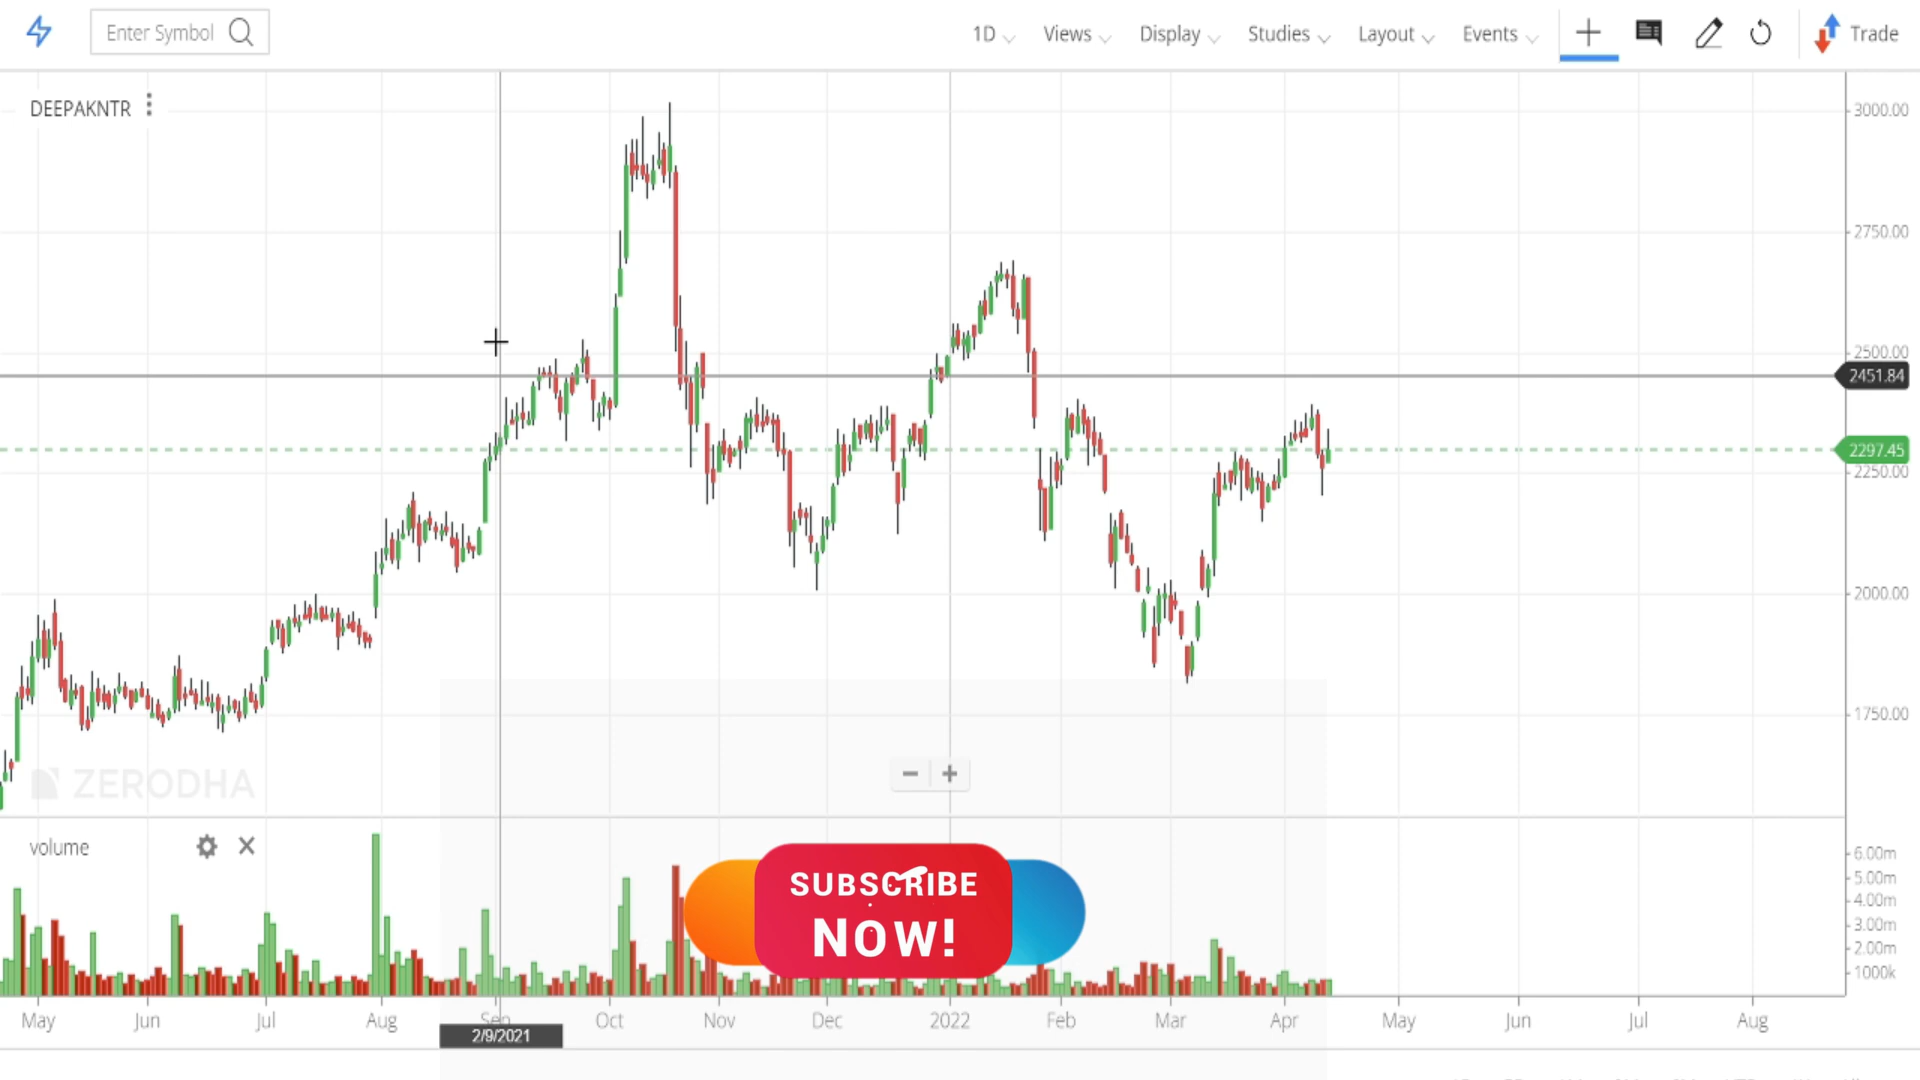 Enter Symbol
1D
Views
Display
Studies
Layout
Events
Trade
DEEPAKNTR
3000.00
2750.00
2500.00
2451.84
2297.45
2250.00
2000.00
1750.00
ZERODHA
volume
6.00m
5.00m
4.00m
3.00m
2.00m
1000k
SUBSCRIBE
NOW!
May Jun Jul Aug Sep Oct Nov Dec 2022 Feb Mar Apr May Jun Jul Aug
2/9/2021